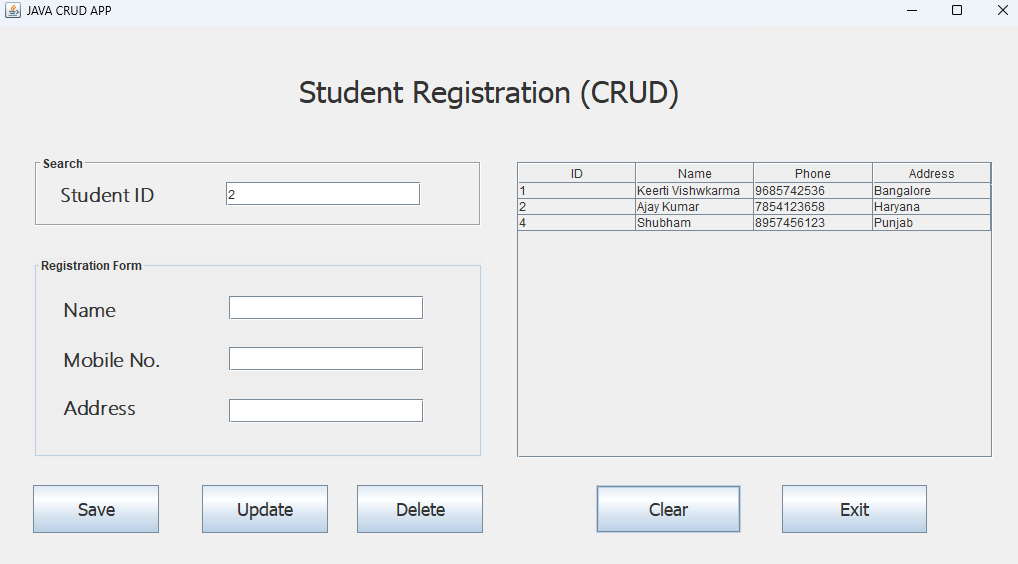 JAVA CRUD APP
Student Registration (CRUD)
Search
Student ID 2
Registration Form
Name
Mobile No.
Address
ID Name Phone Address
1 Keerti Vishwkarma 9685742536 Bangalore
2 Ajay Kumar 7854123658 Haryana
4 Shubham 8957456123 Punjab
Save Update Delete Clear Exit